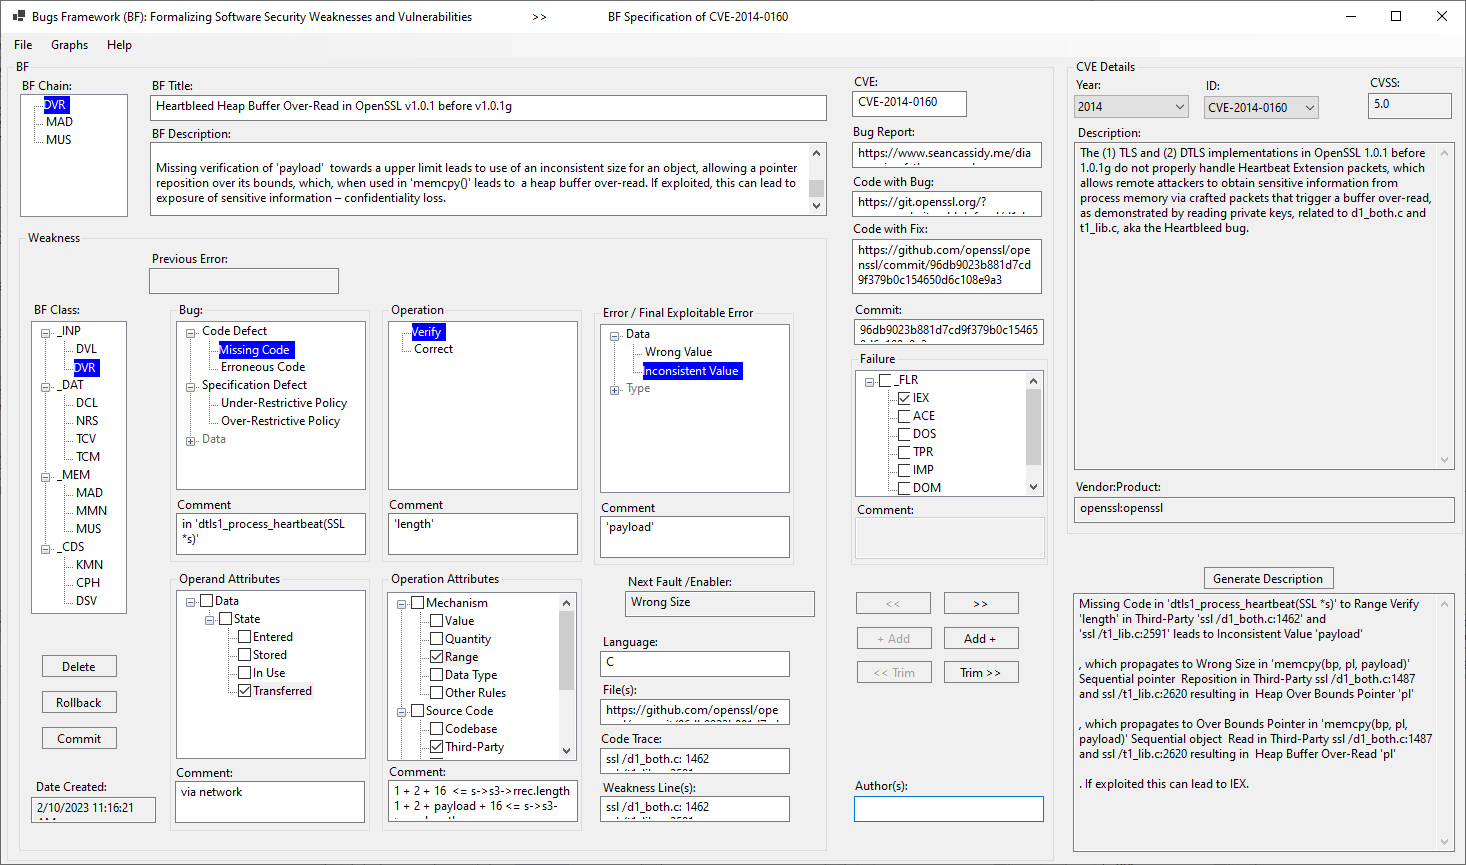 Bugs Framework (BF): Formalizing Software Security Weaknesses and Vulnerabilities >> BF Specification of CVE-2014-0160
File Graphs Help
BF
BF Chain:
DVR
MAD
MUS
BF Title:
Heartbleed Heap Buffer Over-Read in OpenSSL v1.0.1 before v1.0.1g
BF Description:
Missing verification of 'payload' towards a upper limit leads to use of an inconsistent size for an object, allowing a pointer
reposition over its bounds, which, when used in 'memcpy()' leads to a heap buffer over-read. If exploited, this can lead to
exposure of sensitive information – confidentiality loss.
Weakness
Previous Error:
BF Class:
_INP
DVL
DVR
_DAT
DCL
NRS
TCV
TCM
_MEM
MAD
MMN
MUS
_CDS
KMN
CPH
DSV
Delete
Rollback
Commit
Date Created:
2/10/2023 11:16:21
Bug:
Code Defect
Missing Code
Erroneous Code
Specification Defect
Under-Restrictive Policy
Over-Restrictive Policy
Data
Comment
in 'dtls1_process_heartbeat(SSL
*s)'
Operand Attributes
Data
State
Entered
Stored
In Use
Transferred
Comment:
via network
Operation
Verify
Correct
Comment
'length'
Operation Attributes
Mechanism
Value
Quantity
Range
Data Type
Other Rules
Source Code
Codebase
Third-Party
Comment:
1 + 2 + 16 <= s->s3->rrec.length
1 + 2 + payload + 16 <= s->s3-
Error / Final Exploitable Error
Data
Wrong Value
Inconsistent Value
Type
Comment
'payload'
Next Fault /Enabler:
Wrong Size
Language:
C
File(s):
https://github.com/openssl/ope
Code Trace:
ssl /d1_both.c: 1462
Weakness Line(s):
ssl /d1_both.c: 1462
CVE:
CVE-2014-0160
Bug Report:
https://www.seancassidy.me/dia
Code with Bug:
https://git.openssl.org/?
Code with Fix:
https://github.com/openssl/ope
nssl/commit/96db9023b881d7cd
9f379b0c154650d6c108e9a3
Commit:
96db9023b881d7cd9f379b0c15465
Failure
_FLR
IEX
ACE
DOS
TPR
IMP
DOM
Comment:
<< >>
+ Add Add +
<< Trim Trim >>
Author(s):
CVE Details
Year:
2014
ID:
CVE-2014-0160
CVSS:
5.0
Description:
The (1) TLS and (2) DTLS implementations in OpenSSL 1.0.1 before
1.0.1g do not properly handle Heartbeat Extension packets, which
allows remote attackers to obtain sensitive information from
process memory via crafted packets that trigger a buffer over-read,
as demonstrated by reading private keys, related to d1_both.c and
t1_lib.c, aka the Heartbleed bug.
Vendor:Product:
openssl:openssl
Generate Description
Missing Code in 'dtls1_process_heartbeat(SSL *s)' to Range Verify
'length' in Third-Party 'ssl /d1_both.c:1462' and
'ssl /t1_lib.c:2591' leads to Inconsistent Value 'payload'
, which propagates to Wrong Size in 'memcpy(bp, pl, payload)'
Sequential pointer Reposition in Third-Party ssl /d1_both.c:1487
and ssl /t1_lib.c:2620 resulting in Heap Over Bounds Pointer 'pl'
, which propagates to Over Bounds Pointer in 'memcpy(bp, pl,
payload)' Sequential object Read in Third-Party ssl /d1_both.c:1487
and ssl /t1_lib.c:2620 resulting in Heap Buffer Over-Read 'pl'
. If exploited this can lead to IEX.